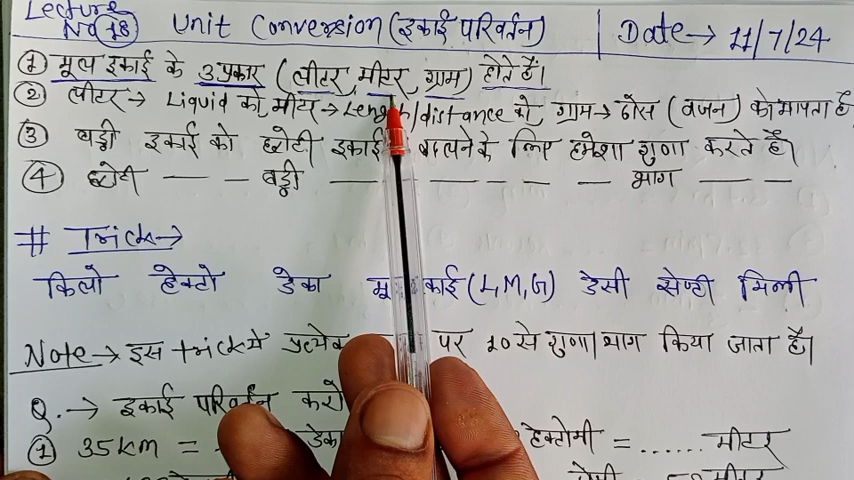 Lecture No 18 Unit Conversion (इकाई परिवर्तन) Date→ 11/7/24
① मूल इकाई के 3 प्रकार (लीटर, मीटर, ग्राम) होते हैं।
② लीटर→ Liquid को मीटर→ Length/distance को, ग्राम→ ठोस (वजन) को मापता है
③ बड़ी इकाई को छोटी इकाई बदलने के लिए हमेशा गुणा करते है।
④ छोटी — — बड़ी — — — — — — भाग — —
# Trick→
किलो हेक्टो डेका मूल इकाई (L, M, G) डेसी सेण्टी मिली
Note→ इस trick में प्रत्येक पर 10 से गुणा/भाग किया जाता है।
Q.→ इकाई परिवर्तन करो
① 35 km = डेका हेक्टोमी = ...... मीटर